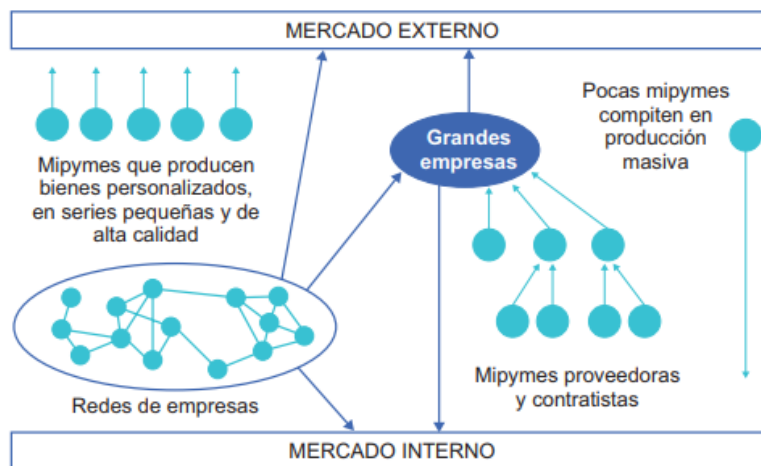 MERCADO EXTERNO
Mipymes que producen
bienes personalizados,
en series pequeñas y de
alta calidad
Grandes
empresas
Pocas mipymes
compiten en
producción
masiva
Redes de empresas
Mipymes proveedoras
y contratistas
MERCADO INTERNO